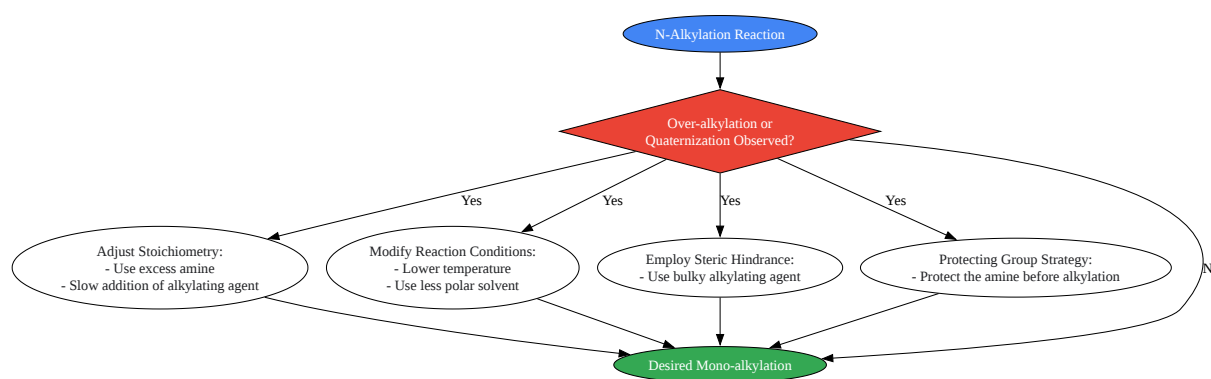 N-Alkylation Reaction
Over-alkylation or
Quaternization Observed?
Yes
Yes
Yes
Yes
N
Adjust Stoichiometry:
- Use excess amine
- Slow addition of alkylating agent
Modify Reaction Conditions:
- Lower temperature
- Use less polar solvent
Employ Steric Hindrance:
- Use bulky alkylating agent
Protecting Group Strategy:
- Protect the amine before alkylation
Desired Mono-alkylation